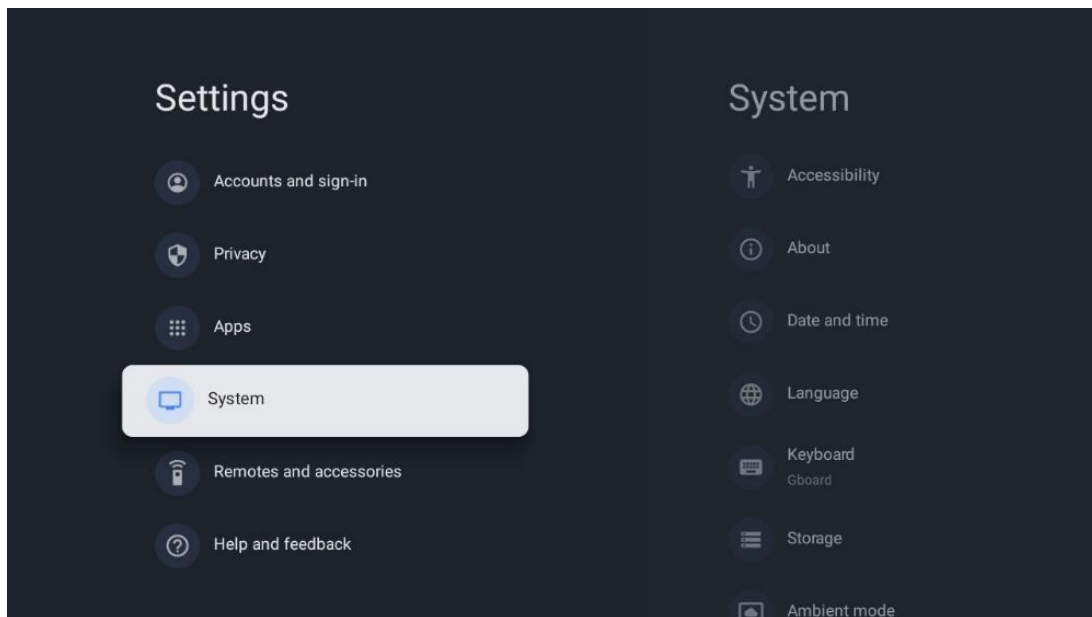 Settings
Accounts and sign-in
Privacy
Apps
System
Remotes and accessories
Help and feedback
System
Accessibility
About
Date and time
Language
Keyboard
Gboard
Storage
Ambient mode